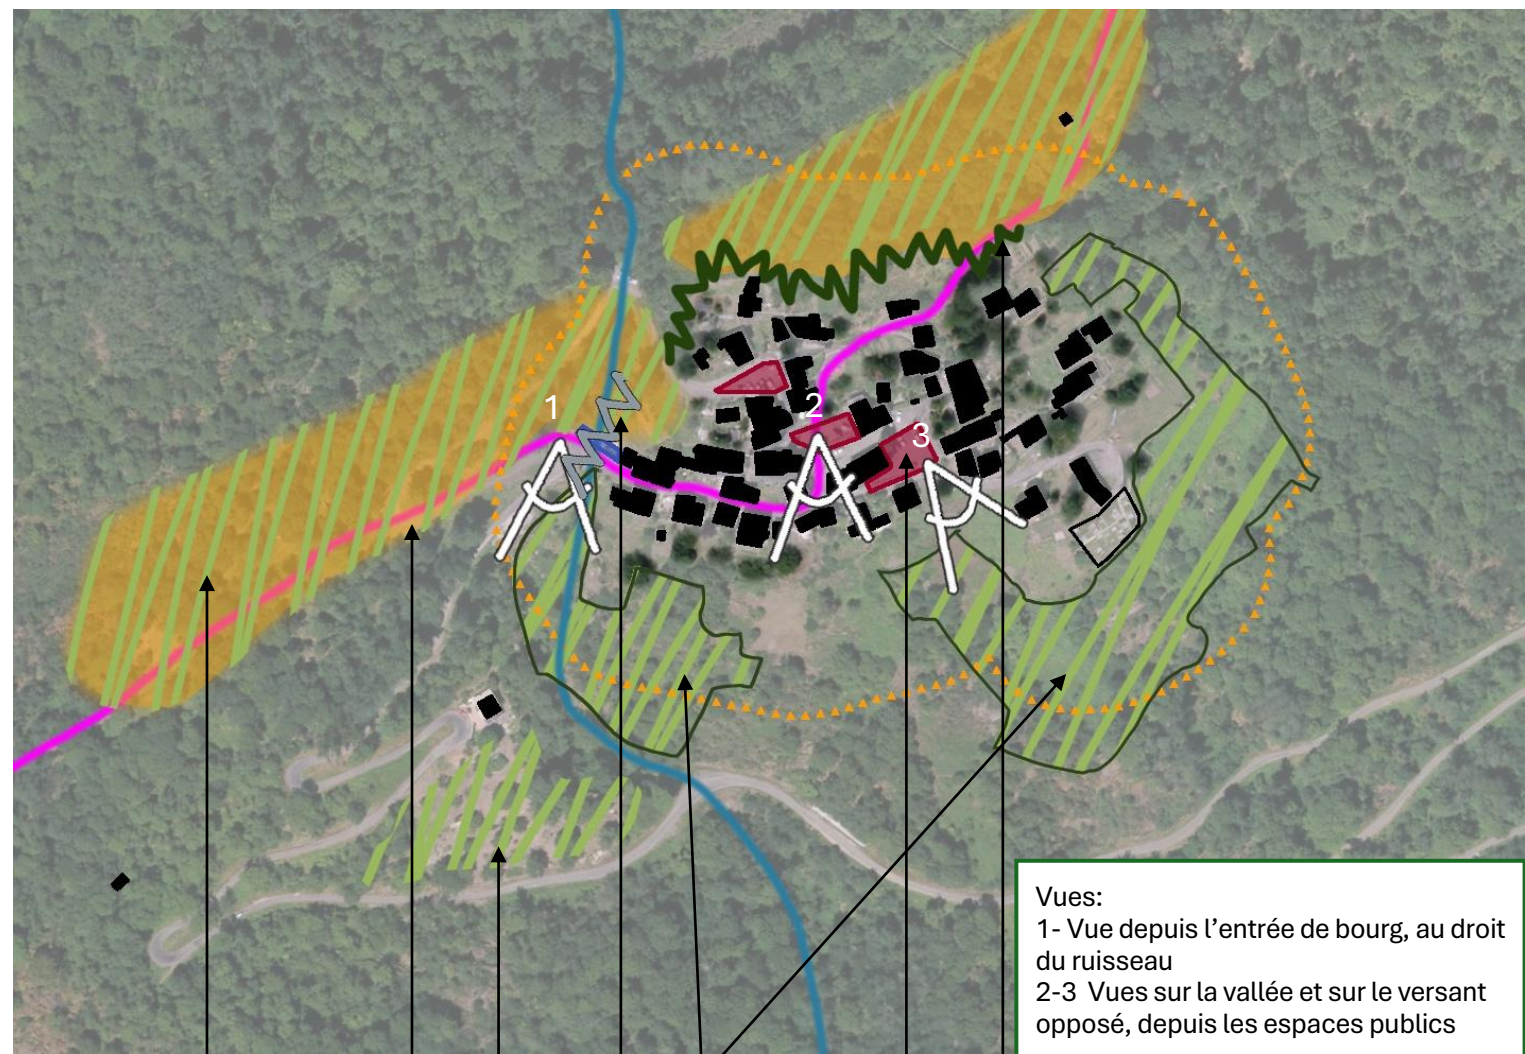 1
2
3
Vues:
1- Vue depuis l’entrée de bourg, au droit
du ruisseau
2-3  Vues sur la vallée et sur le versant
opposé, depuis les espaces publics